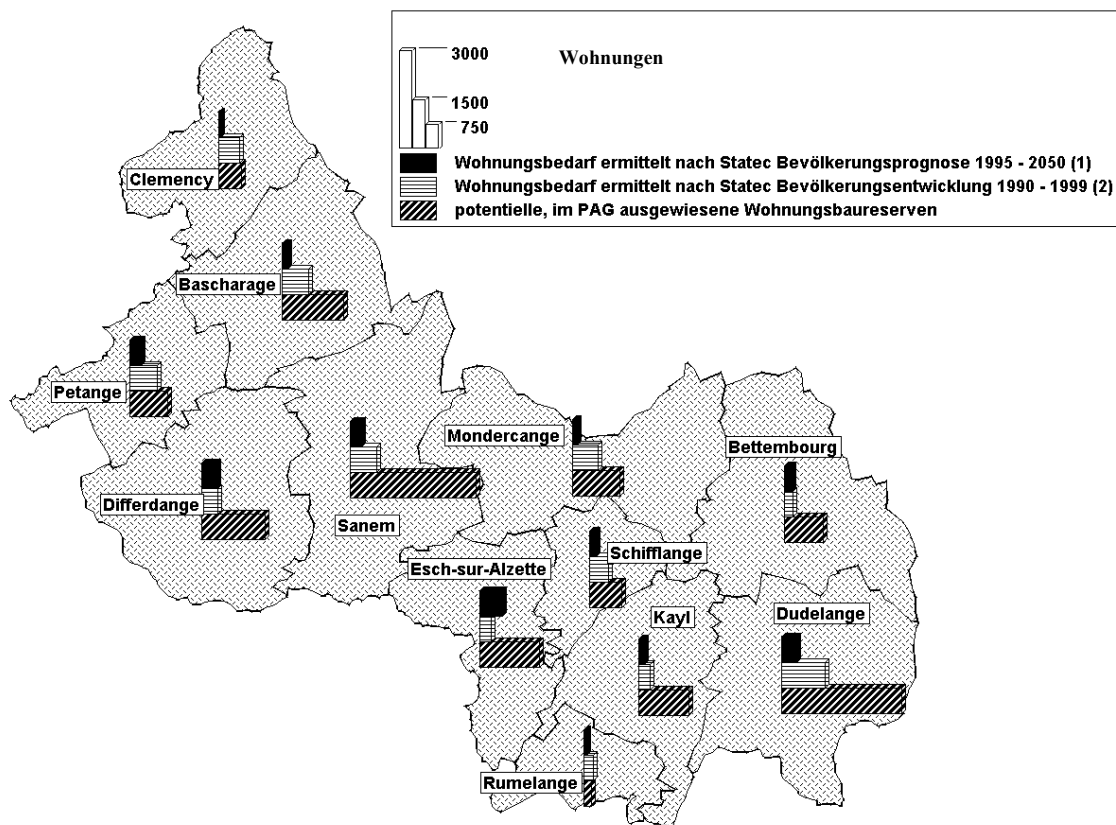 3000
Wohnungen
1500
750
Wohnungsbedarf ermittelt nach Statec Bevölkerungsprognose 1995 - 2050 (1)
Wohnungsbedarf ermittelt nach Statec Bevölkerungsentwicklung 1990 - 1999 (2)
potentielle, im PAG ausgewiesene Wohnungsbaureserven
Clemency
Bascharage
Petange
Mondercange
Bettembourg
Differdange
Sanem
Schifflange
Esch-sur-Alzette
Kayl
Dudelange
Rumelange